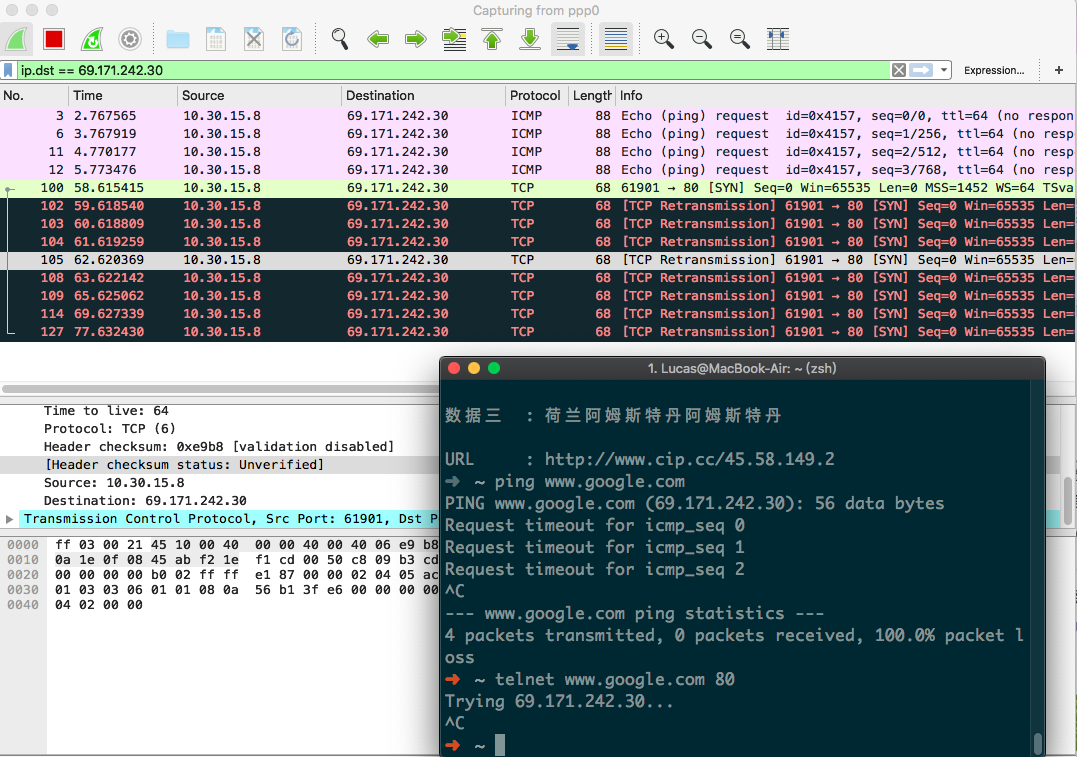 Capturing from ppp0
ip.dst == 69.171.242.30
Expression...
+
No. Time Source Destination Protocol Length Info
3 2.767565 10.30.15.8 69.171.242.30 ICMP 88 Echo (ping) request id=0x4157, seq=0/0, ttl=64 (no respon
6 3.767919 10.30.15.8 69.171.242.30 ICMP 88 Echo (ping) request id=0x4157, seq=1/256, ttl=64 (no resp
11 4.770177 10.30.15.8 69.171.242.30 ICMP 88 Echo (ping) request id=0x4157, seq=2/512, ttl=64 (no resp
12 5.773476 10.30.15.8 69.171.242.30 ICMP 88 Echo (ping) request id=0x4157, seq=3/768, ttl=64 (no resp
100 58.615415 10.30.15.8 69.171.242.30 TCP 68 61901 → 80 [SYN] Seq=0 Win=65535 Len=0 MSS=1452 WS=64 TSva
102 59.618540 10.30.15.8 69.171.242.30 TCP 68 [TCP Retransmission] 61901 → 80 [SYN] Seq=0 Win=65535 Len=
103 60.618809 10.30.15.8 69.171.242.30 TCP 68 [TCP Retransmission] 61901 → 80 [SYN] Seq=0 Win=65535 Len=
104 61.619259 10.30.15.8 69.171.242.30 TCP 68 [TCP Retransmission] 61901 → 80 [SYN] Seq=0 Win=65535 Len=
105 62.620369 10.30.15.8 69.171.242.30 TCP 68 [TCP Retransmission] 61901 → 80 [SYN] Seq=0 Win=65535 Len=
108 63.622142 10.30.15.8 69.171.242.30 TCP 68 [TCP Retransmission] 61901 → 80 [SYN] Seq=0 Win=65535 Len=
109 65.625062 10.30.15.8 69.171.242.30 TCP 68 [TCP Retransmission] 61901 → 80 [SYN] Seq=0 Win=65535 Len=
114 69.627339 10.30.15.8 69.171.242.30 TCP 68 [TCP Retransmission] 61901 → 80 [SYN] Seq=0 Win=65535 Len=
127 77.632430 10.30.15.8 69.171.242.30 TCP 68 [TCP Retransmission] 61901 → 80 [SYN] Seq=0 Win=65535 Len=
Time to live: 64
Protocol: TCP (6)
Header checksum: 0xe9b8 [validation disabled]
[Header checksum status: Unverified]
Source: 10.30.15.8
Destination: 69.171.242.30
Transmission Control Protocol, Src Port: 61901, Dst P
0000 ff 03 00 21 45 10 00 40 00 00 40 00 40 06 e9 b8
0010 0a 1e 0f 08 45 ab f2 1e f1 cd 00 50 c8 09 b3 cd
0020 00 00 00 00 b0 02 ff ff e1 87 00 00 02 04 05 ac
0030 01 03 03 06 01 01 08 0a 56 b1 3f e6 00 00 00 00
0040 04 02 00 00
1. Lucas@MacBook-Air: ~ (zsh)
数据三 : 荷兰阿姆斯特丹阿姆斯特丹
URL : http://www.cip.cc/45.58.149.2
➜ ~ ping www.google.com
PING www.google.com (69.171.242.30): 56 data bytes
Request timeout for icmp_seq 0
Request timeout for icmp_seq 1
Request timeout for icmp_seq 2
^C
--- www.google.com ping statistics ---
4 packets transmitted, 0 packets received, 100.0% packet l
oss
➜ ~ telnet www.google.com 80
Trying 69.171.242.30...
^C
➜ ~